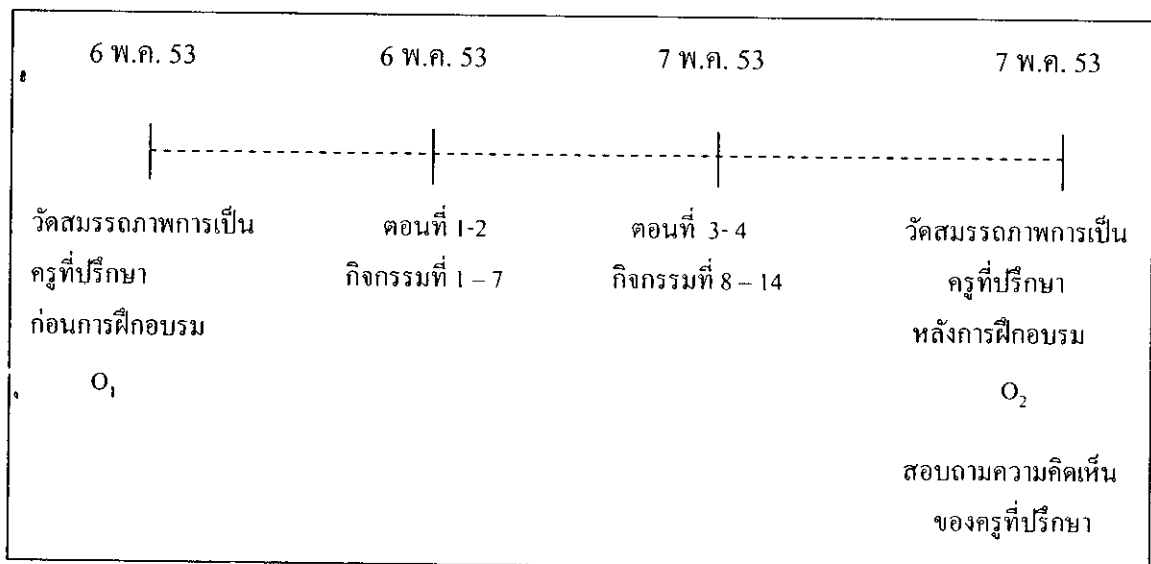 6 พ.ค. 53 6 พ.ค. 53 7 พ.ค. 53 7 พ.ค. 53
วัดสมรรถภาพการเป็น ตอนที่ 1-2 ตอนที่ 3- 4 วัดสมรรถภาพการเป็น
ครูที่ปรึกษา กิจกรรมที่ 1 – 7 กิจกรรมที่ 8 – 14 ครูที่ปรึกษา
ก่อนการฝึกอบรม หลังการฝึกอบรม
O₁ O₂
สอบถามความคิดเห็น
ของครูที่ปรึกษา